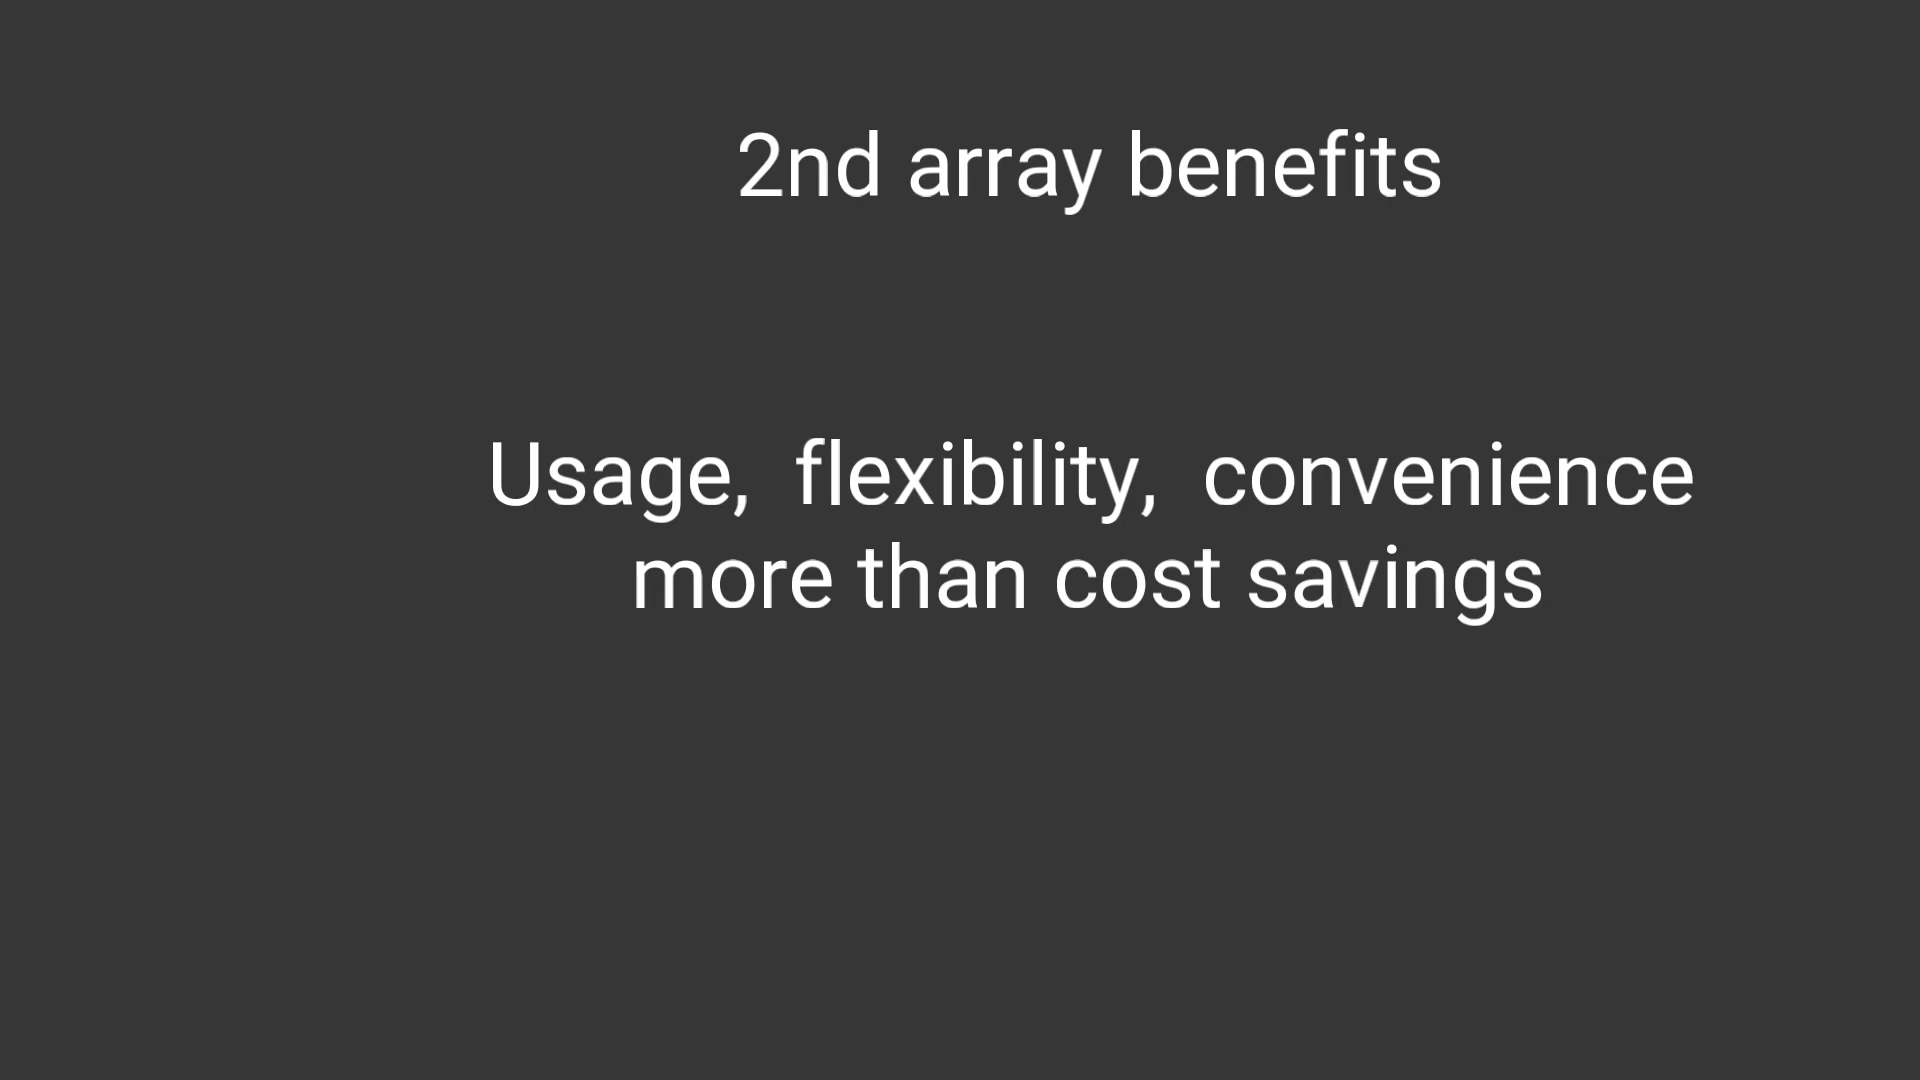 2nd array benefits
Usage, flexibility, convenience
more than cost savings